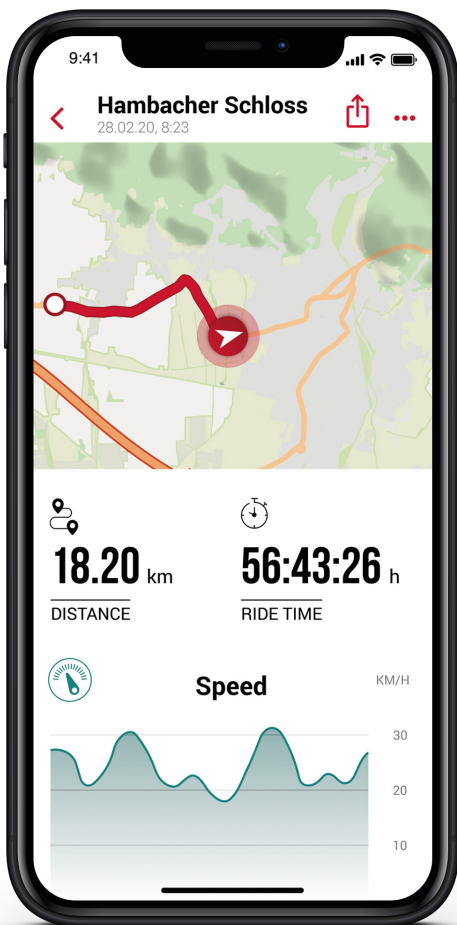 9:41
Hambacher Schloss
28.02.20, 8:23
18.20 km
DISTANCE
56:43:26 h
RIDE TIME
Speed
KM/H
30
20
10